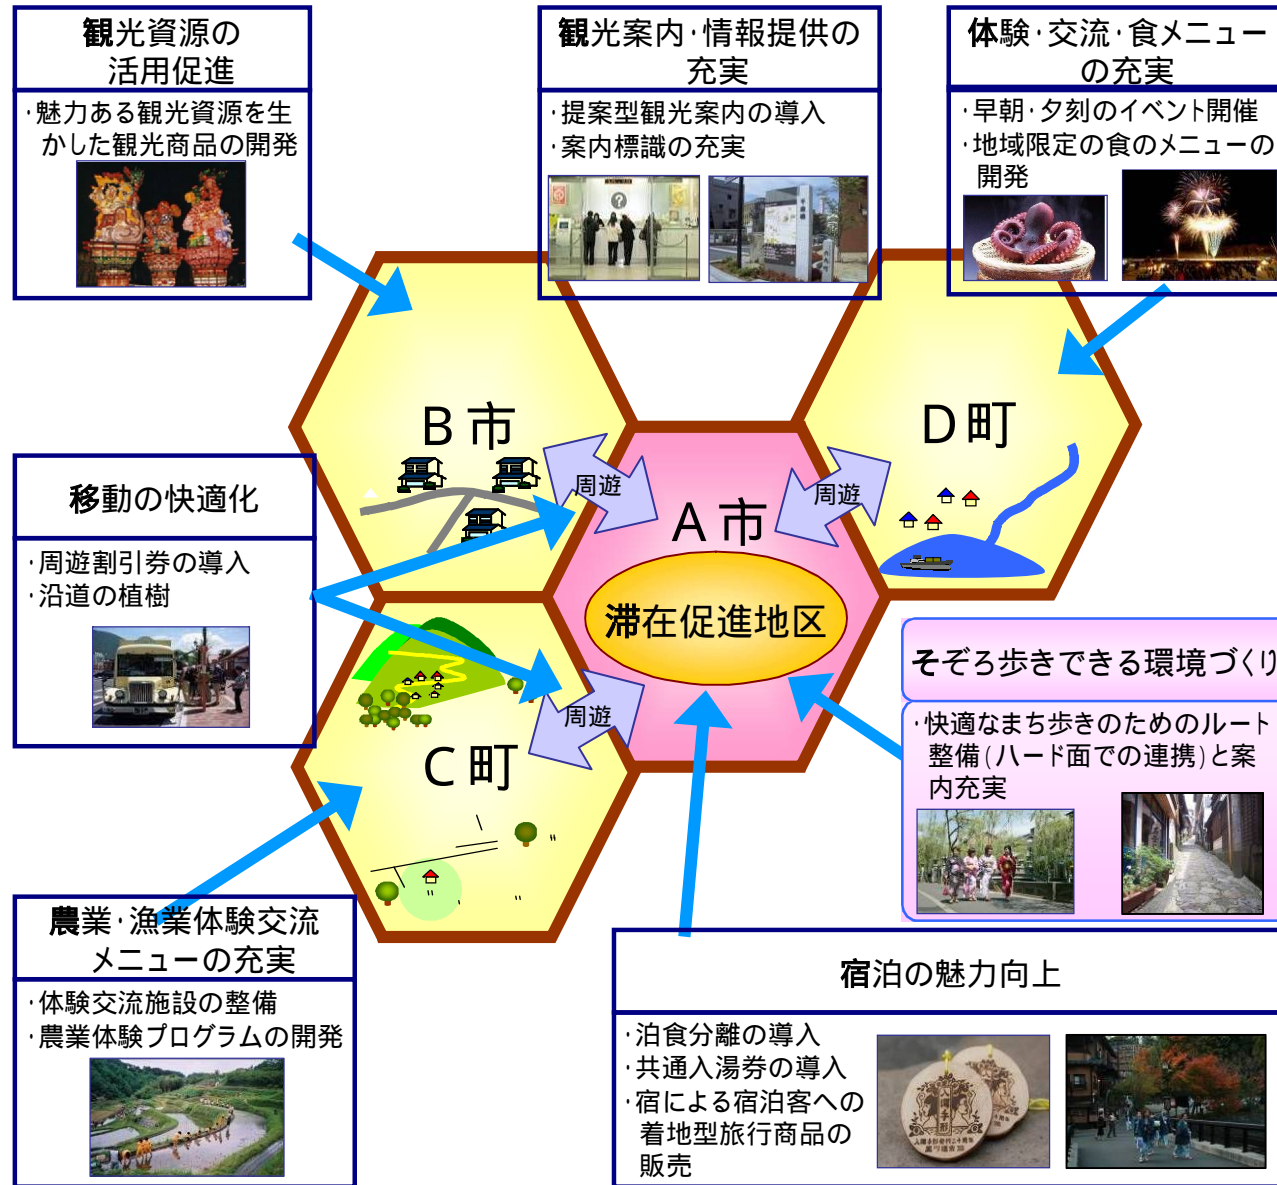 観光資源の
活用促進
・魅力ある観光資源を生
かした観光商品の開発
観光案内・情報提供の
充実
・提案型観光案内の導入
・案内標識の充実
体験・交流・食メニュー
の充実
・早朝・夕刻のイベント開催
・地域限定の食のメニューの
開発
B市
D町
周遊
周遊
A市
滞在促進地区
移動の快適化
・周遊割引券の導入
・沿道の植樹
周遊
C町
そぞろ歩きできる環境づくり
・快適なまち歩きのためのルート
整備(ハード面での連携)と案
内充実
農業・漁業体験交流
メニューの充実
・体験交流施設の整備
・農業体験プログラムの開発
宿泊の魅力向上
・泊食分離の導入
・共通入湯券の導入
・宿による宿泊客への
着地型旅行商品の
販売
?
入湯手形